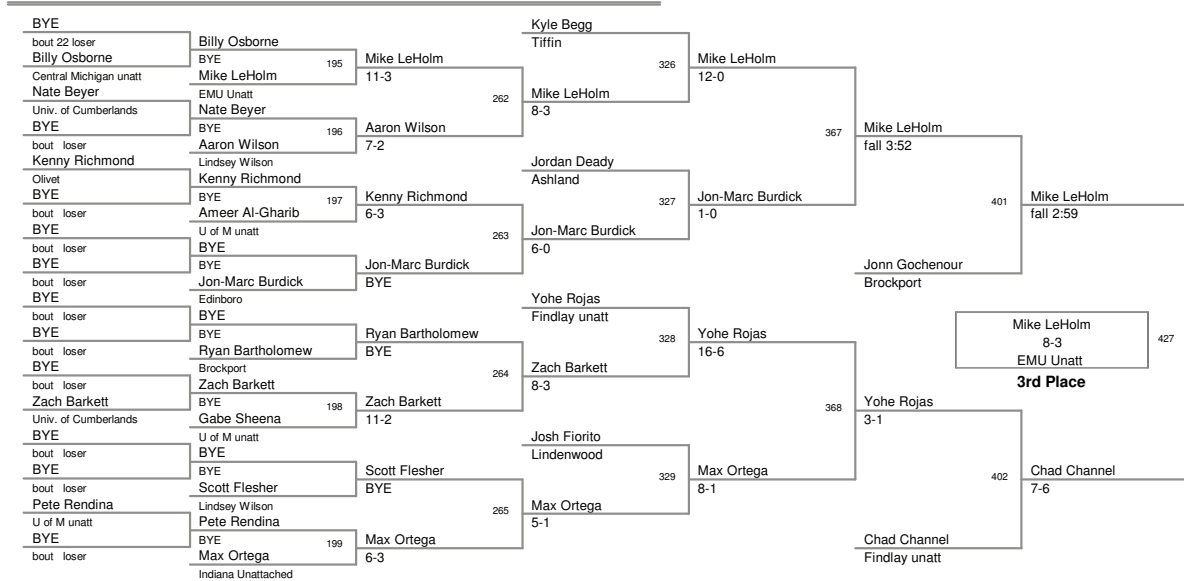 BYE
bout 22 loser
Billy Osborne
Central Michigan unatt
Nate Beyer
Univ. of Cumberlands
BYE
bout loser
Kenny Richmond
Olivet
BYE
bout loser
BYE
bout loser
BYE
bout loser
BYE
bout loser
BYE
bout loser
BYE
bout loser
Zach Barkett
Univ. of Cumberlands
BYE
bout loser
BYE
bout loser
Pete Rendina
U of M unatt
BYE
bout loser
Billy Osborne
BYE
195
Mike LeHolm
EMU Unatt
Nate Beyer
BYE
196
Aaron Wilson
Lindsey Wilson
Kenny Richmond
BYE
197
Ameer Al-Gharib
U of M unatt
BYE
BYE
Jon-Marc Burdick
Edinboro
BYE
BYE
Ryan Bartholomew
Brockport
Zach Barkett
BYE
198
Gabe Sheena
U of M unatt
BYE
BYE
Scott Flesher
Lindsey Wilson
Pete Rendina
BYE
199
Max Ortega
Indiana Unattached
Mike LeHolm
11-3
262
Aaron Wilson
7-2
Kenny Richmond
6-3
263
Jon-Marc Burdick
BYE
Ryan Bartholomew
BYE
264
Zach Barkett
11-2
Scott Flesher
BYE
265
Max Ortega
6-3
Kyle Begg
Tiffin
326
Mike LeHolm
8-3
Jordan Deady
Ashland
327
Jon-Marc Burdick
6-0
Yohe Rojas
Findlay unatt
328
Zach Barkett
8-3
Josh Fiorito
Lindenwood
329
Max Ortega
5-1
Mike LeHolm
12-0
367
Jon-Marc Burdick
1-0
Yohe Rojas
16-6
368
Max Ortega
8-1
Mike LeHolm
fall 3:52
401
Jonn Gochenour
Brockport
Yohe Rojas
3-1
402
Chad Channel
Findlay unatt
Mike LeHolm
fall 2:59
Mike LeHolm
8-3
427
EMU Unatt
3rd Place
Chad Channel
7-6